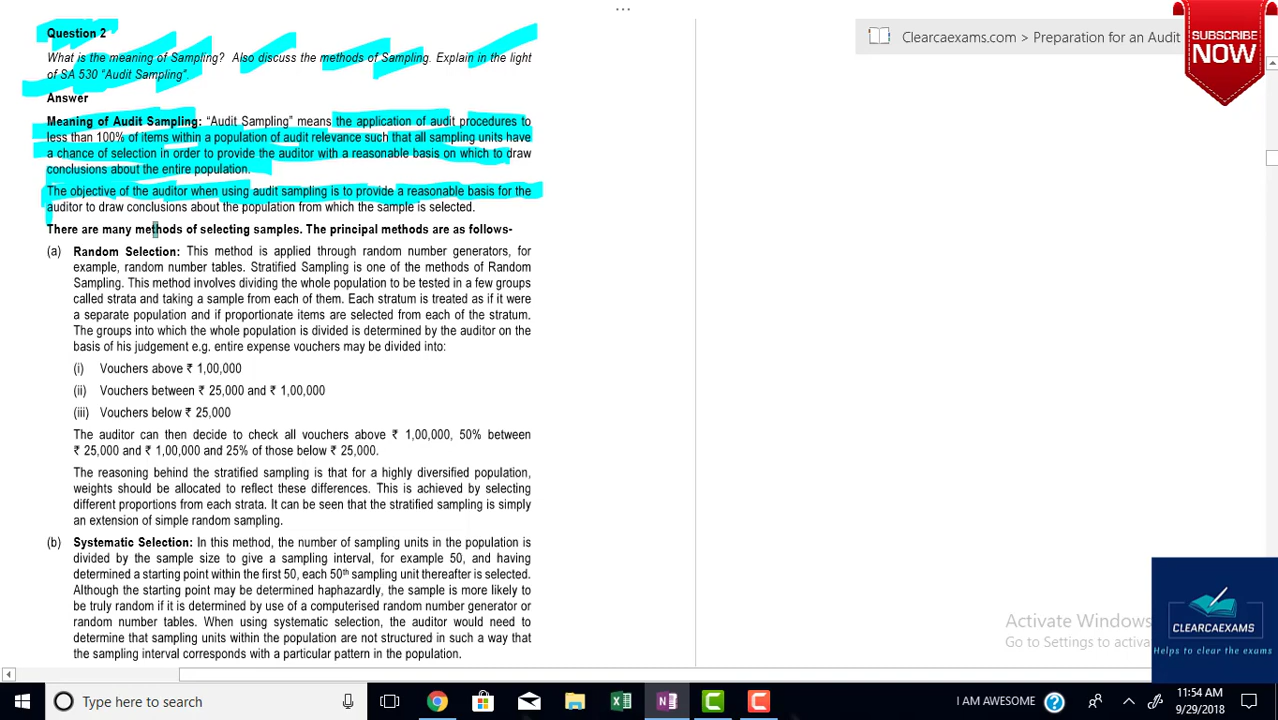 ...
Question 2
What is the meaning of Sampling? Also discuss the methods of Sampling. Explain in the light
of SA 530 "Audit Sampling".
Answer
Meaning of Audit Sampling: “Audit Sampling” means the application of audit procedures to
less than 100% of items within a population of audit relevance such that all sampling units have
a chance of selection in order to provide the auditor with a reasonable basis on which to draw
conclusions about the entire population.
The objective of the auditor when using audit sampling is to provide a reasonable basis for the
auditor to draw conclusions about the population from which the sample is selected.
There are many methods of selecting samples. The principal methods are as follows-
(a) Random Selection: This method is applied through random number generators, for
example, random number tables. Stratified Sampling is one of the methods of Random
Sampling. This method involves dividing the whole population to be tested in a few groups
called strata and taking a sample from each of them. Each stratum is treated as if it were
a separate population and if proportionate items are selected from each of the stratum.
The groups into which the whole population is divided is determined by the auditor on the
basis of his judgement e.g. entire expense vouchers may be divided into:
(i) Vouchers above ₹ 1,00,000
(ii) Vouchers between ₹ 25,000 and ₹ 1,00,000
(iii) Vouchers below ₹ 25,000
The auditor can then decide to check all vouchers above ₹ 1,00,000, 50% between
₹ 25,000 and ₹ 1,00,000 and 25% of those below ₹ 25,000.
The reasoning behind the stratified sampling is that for a highly diversified population,
weights should be allocated to reflect these differences. This is achieved by selecting
different proportions from each strata. It can be seen that the stratified sampling is simply
an extension of simple random sampling.
(b) Systematic Selection: In this method, the number of sampling units in the population is
divided by the sample size to give a sampling interval, for example 50, and having
determined a starting point within the first 50, each 50th sampling unit thereafter is selected.
Although the starting point may be determined haphazardly, the sample is more likely to
be truly random if it is determined by use of a computerised random number generator or
random number tables. When using systematic selection, the auditor would need to
determine that sampling units within the population are not structured in such a way that
the sampling interval corresponds with a particular pattern in the population.
Clearcaexams.com > Preparation for an Audit
SUBSCRIBE
NOW
Activate Windows
Go to Settings to activa
CLEARCAEXAMS
Helps to clear the exams
Type here to search
I AM AWESOME
11:54 AM
9/29/2018